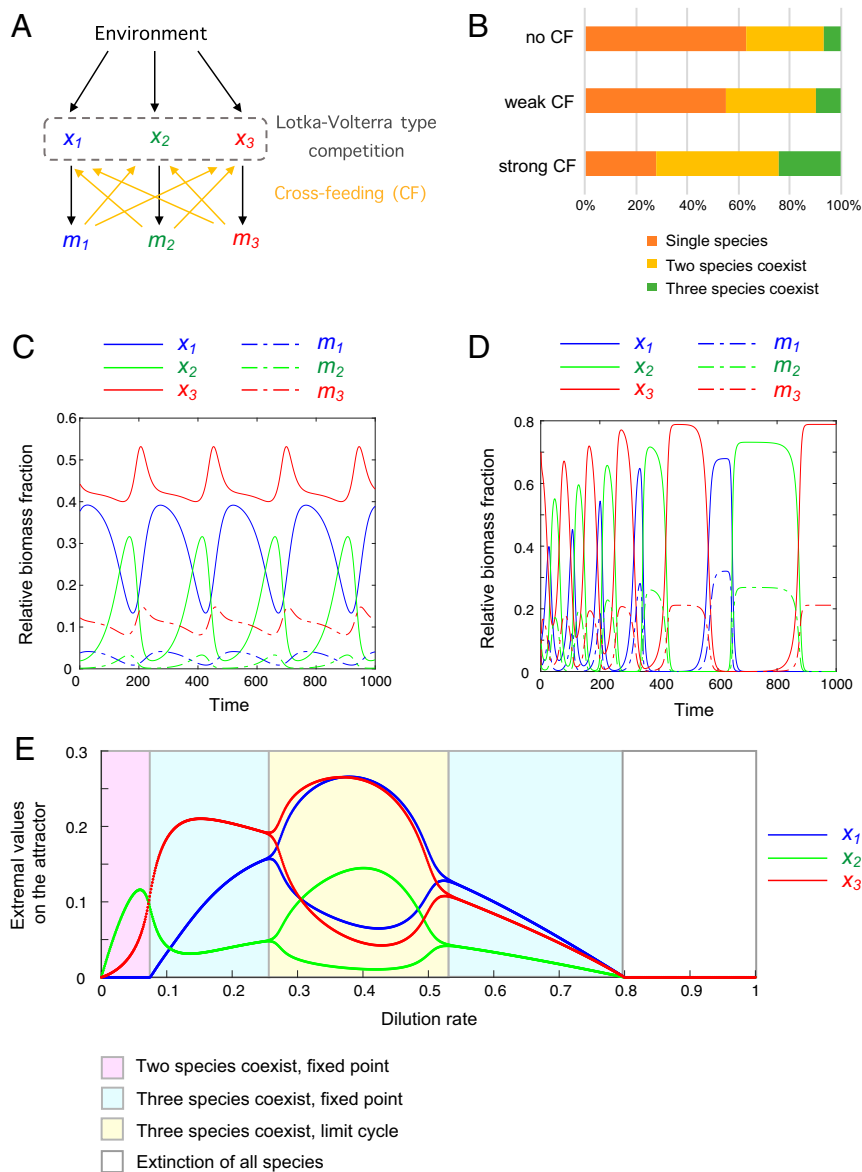 A
Environment
x1 x2 x3
Lotka-Volterra type
competition
Cross-feeding (CF)
m1 m2 m3
B
no CF
weak CF
strong CF
0% 20% 40% 60% 80% 100%
Single species
Two species coexist
Three species coexist
C
x1 m1
x2 m2
x3 m3
Relative biomass fraction
0.6
0.5
0.4
0.3
0.2
0.1
0
0 200 400 600 800 1000
Time
D
x1 m1
x2 m2
x3 m3
Relative biomass fraction
0.8
0.6
0.4
0.2
0
0 200 400 600 800 1000
Time
E
Extremal values
on the attractor
0.3
0.2
0.1
0
0 0.1 0.2 0.3 0.4 0.5 0.6 0.7 0.8 0.9 1
Dilution rate
x1
x2
x3
Two species coexist, fixed point
Three species coexist, fixed point
Three species coexist, limit cycle
Extinction of all species